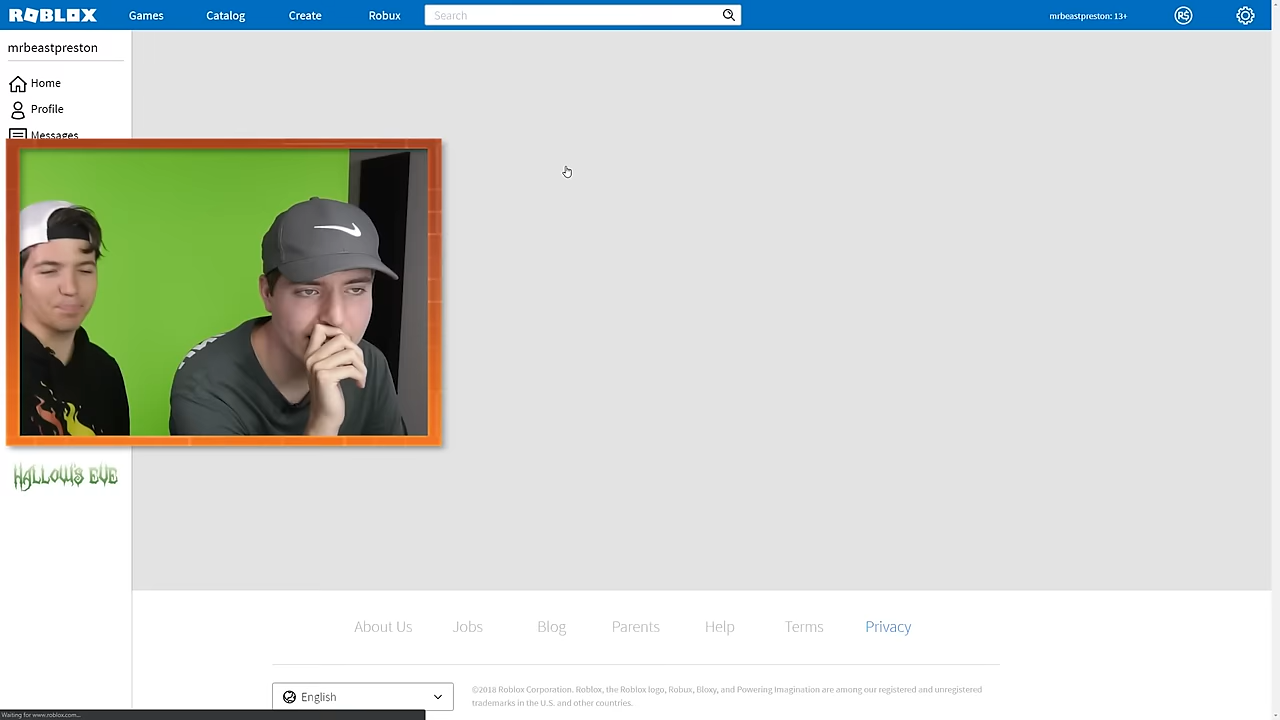 ROBLOX
Games
Catalog
Create
Robux
Search
mrbeastpreston: 13+
R$
mrbeastpreston
Home
Profile
Messages
HALLOW'S EVE
About Us
Jobs
Blog
Parents
Help
Terms
Privacy
English
©2018 Roblox Corporation. Roblox, the Roblox logo, Robux, Bloxy, and Powering Imagination are among our registered and unregistered
trademarks in the U.S. and other countries.
Waiting for www.roblox.com...